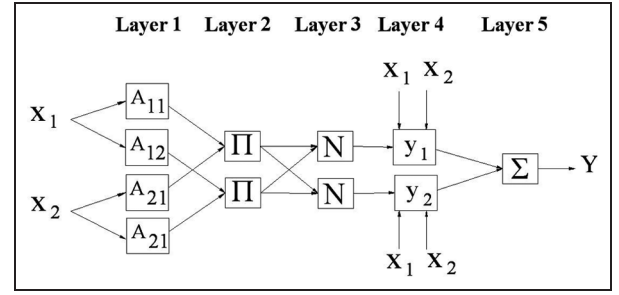 Layer 1 Layer 2 Layer 3 Layer 4 Layer 5
X1 X2
A11
X1
A12
Π N y1
Σ Y
A21
Π N y2
X2
A21
X1 X2